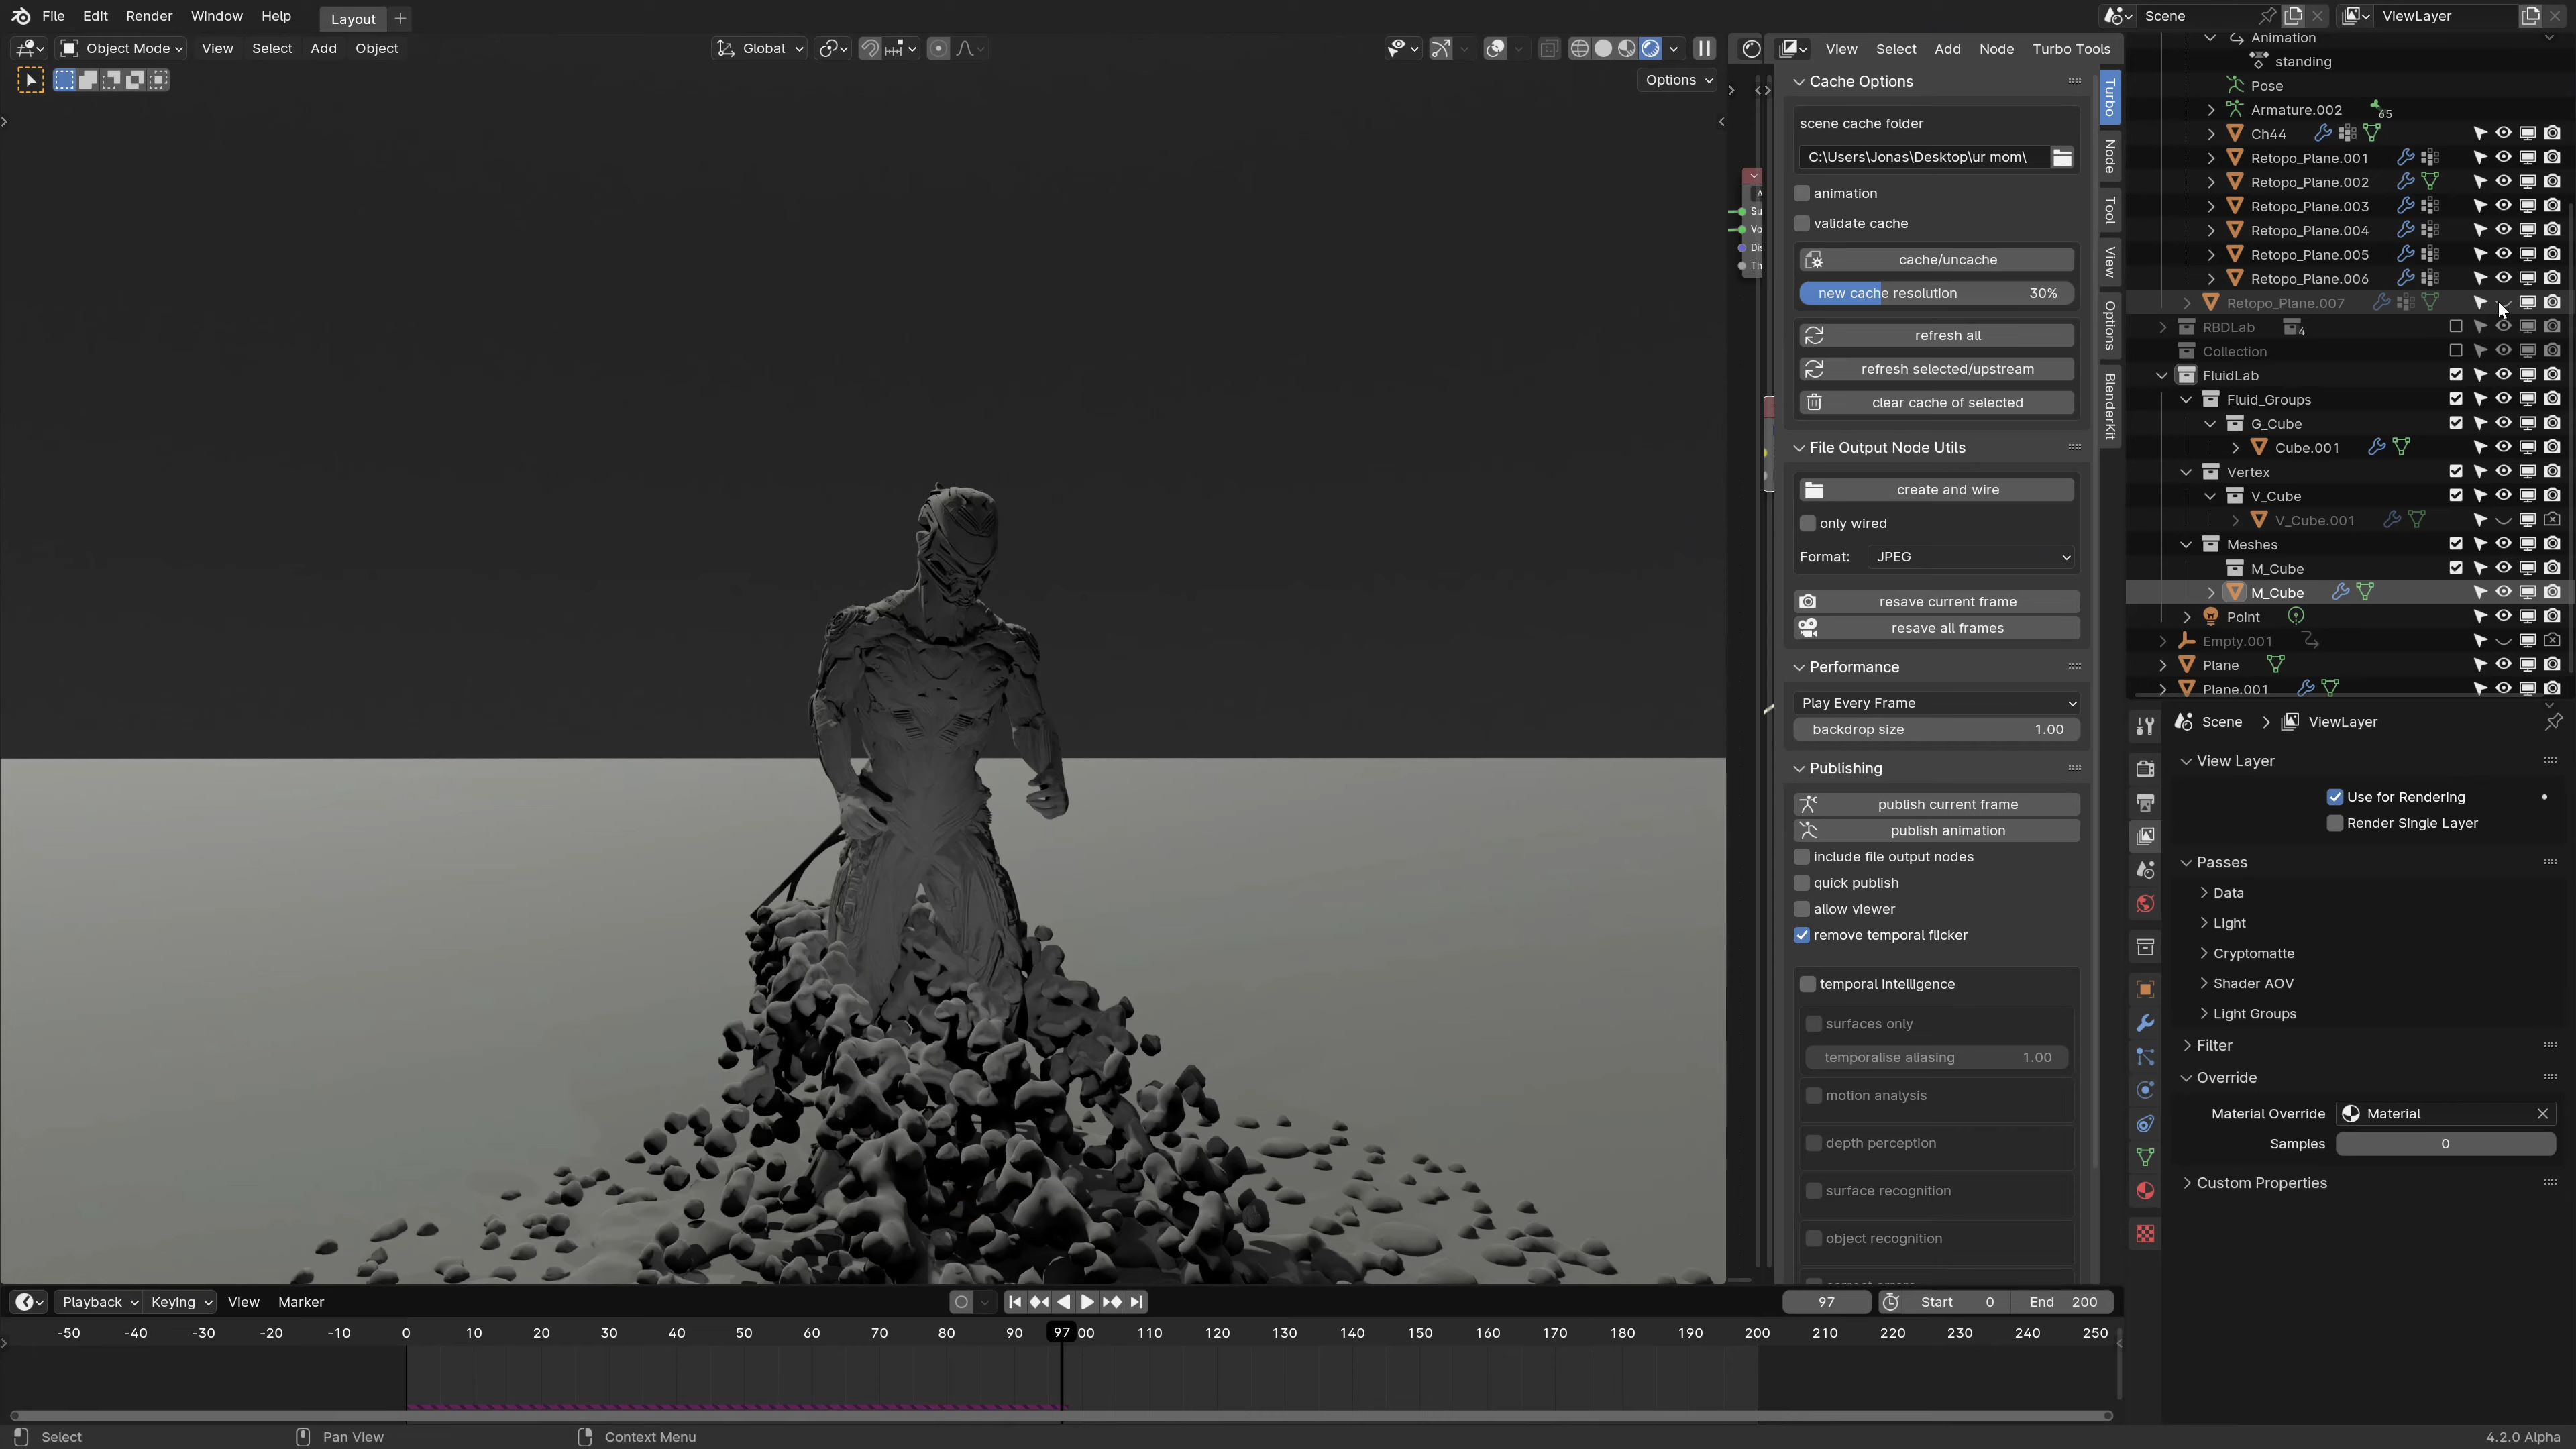 File Edit Render Window Help Layout + Scene ViewLayer
Object Mode View Select Add Object Global View Select Add Node Turbo Tools
Options
Cache Options
scene cache folder
C:\Users\Jonas\Desktop\ur mom\
animation
validate cache
cache/uncache
new cache resolution 30%
refresh all
refresh selected/upstream
clear cache of selected
File Output Node Utils
create and wire
only wired
Format: JPEG
resave current frame
resave all frames
Performance
Play Every Frame
backdrop size 1.00
Publishing
publish current frame
publish animation
include file output nodes
quick publish
allow viewer
remove temporal flicker
temporal intelligence
surfaces only
temporalise aliasing 1.00
motion analysis
depth perception
surface recognition
object recognition
Su
Vo
Dis
Th
Turbo
Node
Tool
View
Options
BlenderKit
Animation
standing
Pose
Armature.002 65
Ch44
Retopo_Plane.001
Retopo_Plane.002
Retopo_Plane.003
Retopo_Plane.004
Retopo_Plane.005
Retopo_Plane.006
Retopo_Plane.007
RBDLab 4
Collection
FluidLab
Fluid_Groups
G_Cube
Cube.001
Vertex
V_Cube
V_Cube.001
Meshes
M_Cube
M_Cube
Point
Empty.001
Plane
Plane.001
Scene > ViewLayer
View Layer
Use for Rendering
Render Single Layer
Passes
Data
Light
Cryptomatte
Shader AOV
Light Groups
Filter
Override
Material Override Material
Samples 0
Custom Properties
Playback Keying View Marker 97 Start 0 End 200
-50 -40 -30 -20 -10 0 10 20 30 40 50 60 70 80 90 97 00 110 120 130 140 150 160 170 180 190 200 210 220 230 240 250
Select Pan View Context Menu 4.2.0 Alpha